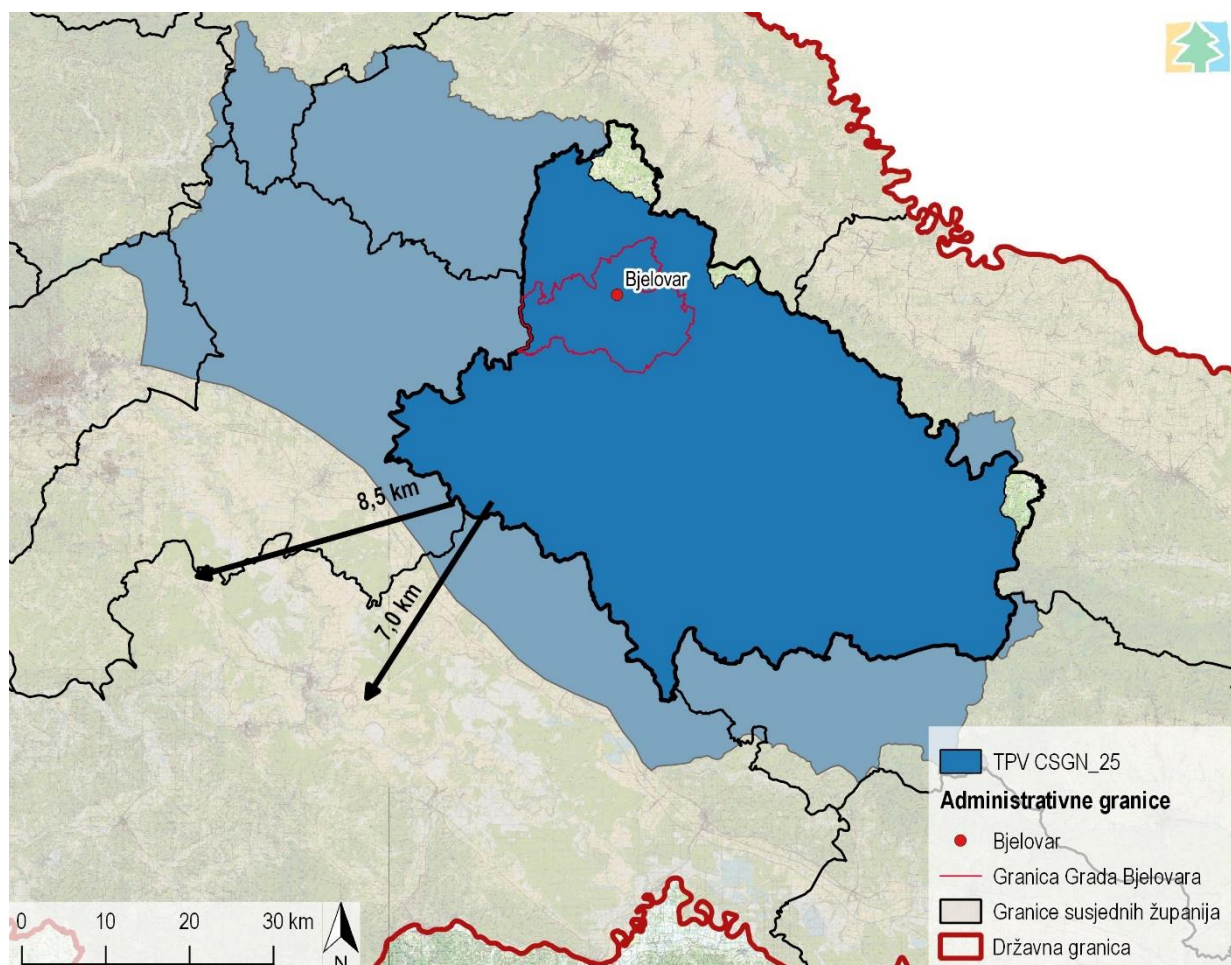 Bjelovar
8,5 km
7,0 km
TPV CSGN_25
Administrativne granice
Bjelovar
Granica Grada Bjelovara
Granice susjednih županija
Državna granica
0 10 20 30 km
N